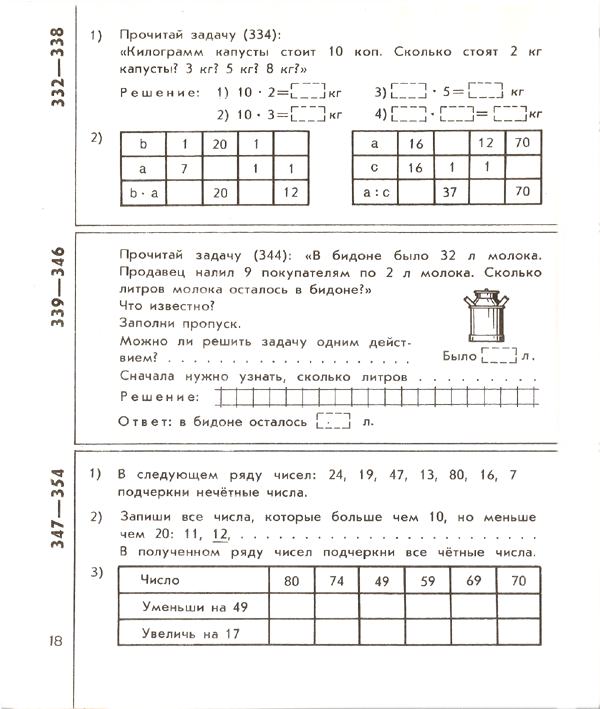 332—338
1) Прочитай задачу (334):
«Килограмм капусты стоит 10 коп. Сколько стоят 2 кг
капусты? 3 кг? 5 кг? 8 кг?»
Решение: 1) 10 · 2= кг 3) · 5= кг
2) 10 · 3= кг 4) · = кг
2)
b 1 20 1
a 7 1 1
b · a 20 12
a 16 12 70
c 16 1 1
a : c 37 70
339—346
Прочитай задачу (344): «В бидоне было 32 л молока.
Продавец налил 9 покупателям по 2 л молока. Сколько
литров молока осталось в бидоне?»
Что известно?
Заполни пропуск.
Можно ли решить задачу одним дейст-
вием? . . . . . . . . . . . . . . . . . .
Было л.
Сначала нужно узнать, сколько литров . . . . . . . . .
Решение:
Ответ: в бидоне осталось л.
347—354
1) В следующем ряду чисел: 24, 19, 47, 13, 80, 16, 7
подчеркни нечётные числа.
2) Запиши все числа, которые больше чем 10, но меньше
чем 20: 11, 12, . . . . . . . . . . . . . . . . . . . . . . .
В полученном ряду чисел подчеркни все чётные числа.
3)
Число 80 74 49 59 69 70
Уменьши на 49
Увеличь на 17
18